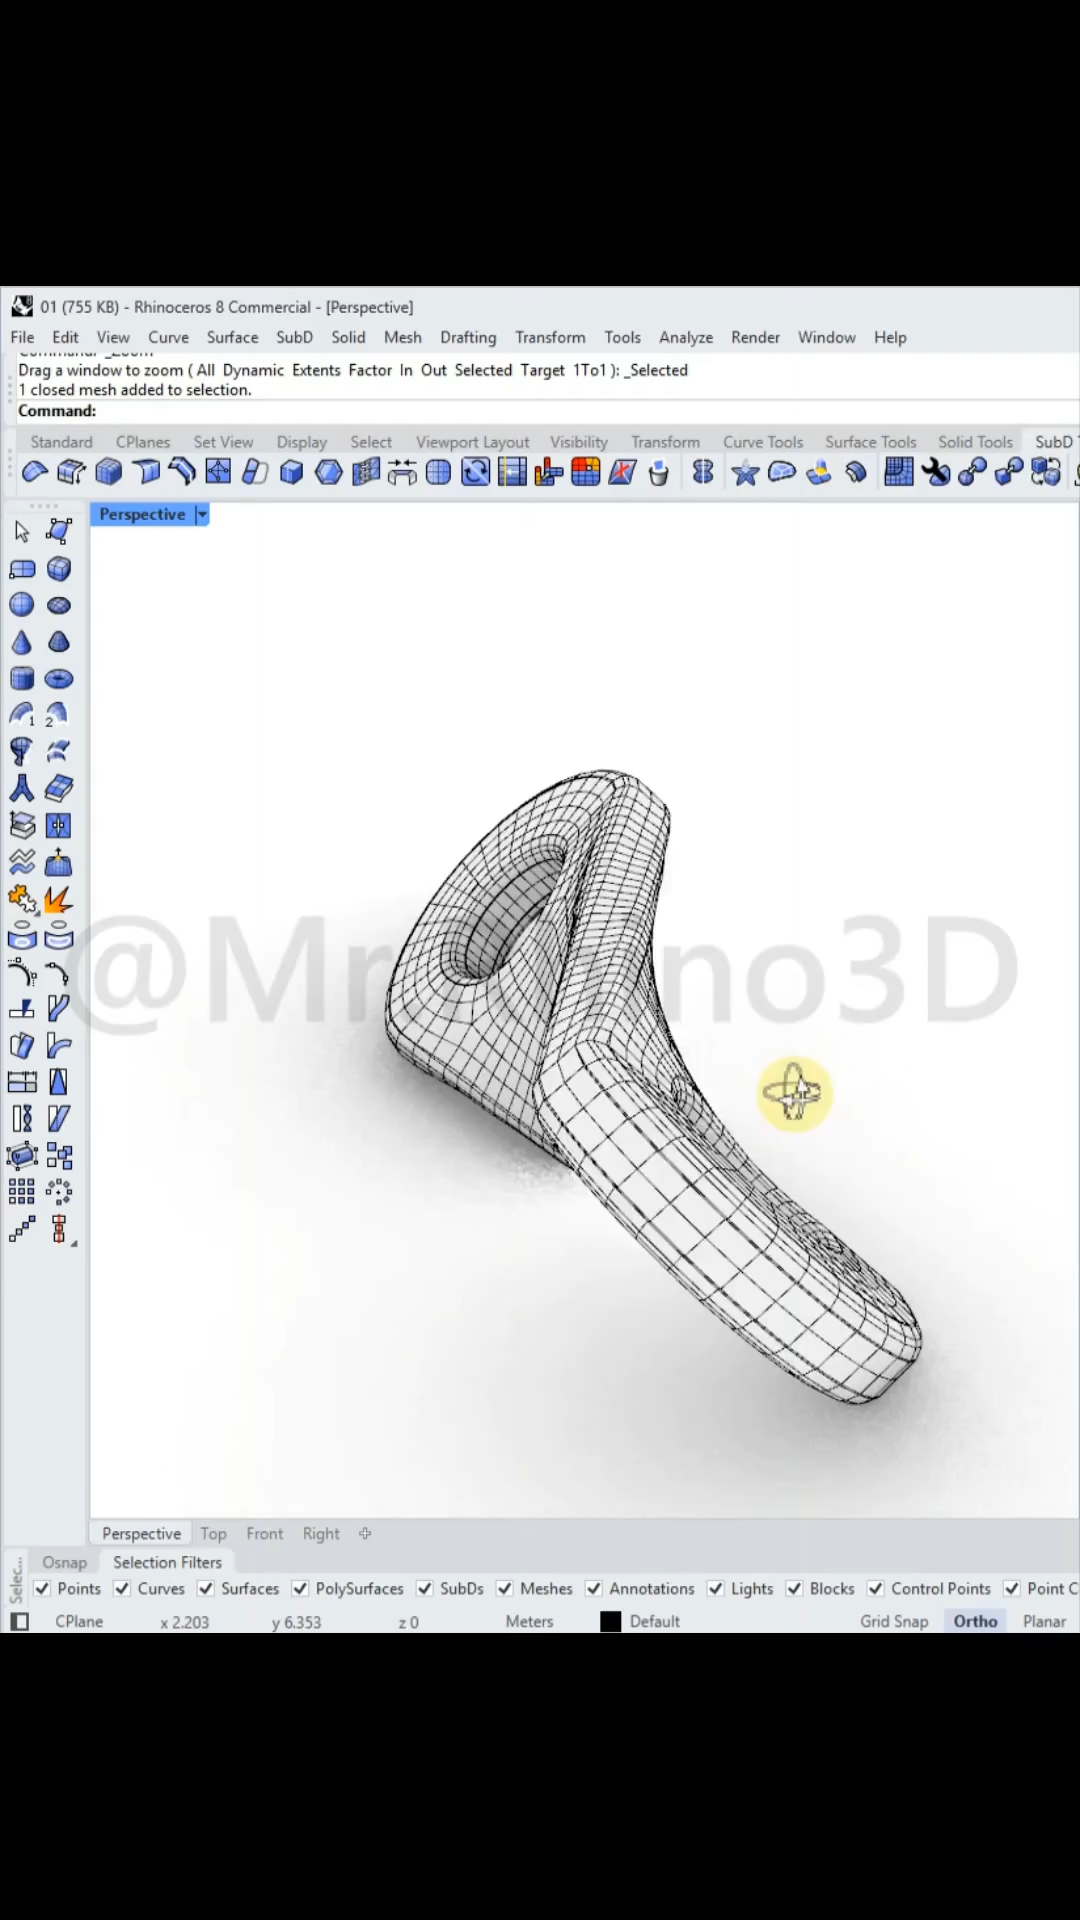 01 (755 KB) - Rhinoceros 8 Commercial - [Perspective]
File Edit View Curve Surface SubD Solid Mesh Drafting Transform Tools Analyze Render Window Help
Drag a window to zoom ( All Dynamic Extents Factor In Out Selected Target 1To1 ): _Selected
1 closed mesh added to selection.
Command:
Standard CPlanes Set View Display Select Viewport Layout Visibility Transform Curve Tools Surface Tools Solid Tools SubD
Perspective
1 2
@Mr no3D
Perspective Top Front Right
Osnap Selection Filters
Selec...
Points Curves Surfaces PolySurfaces SubDs Meshes Annotations Lights Blocks Control Points Point C
CPlane x 2.203 y 6.353 z 0 Meters Default Grid Snap Ortho Planar